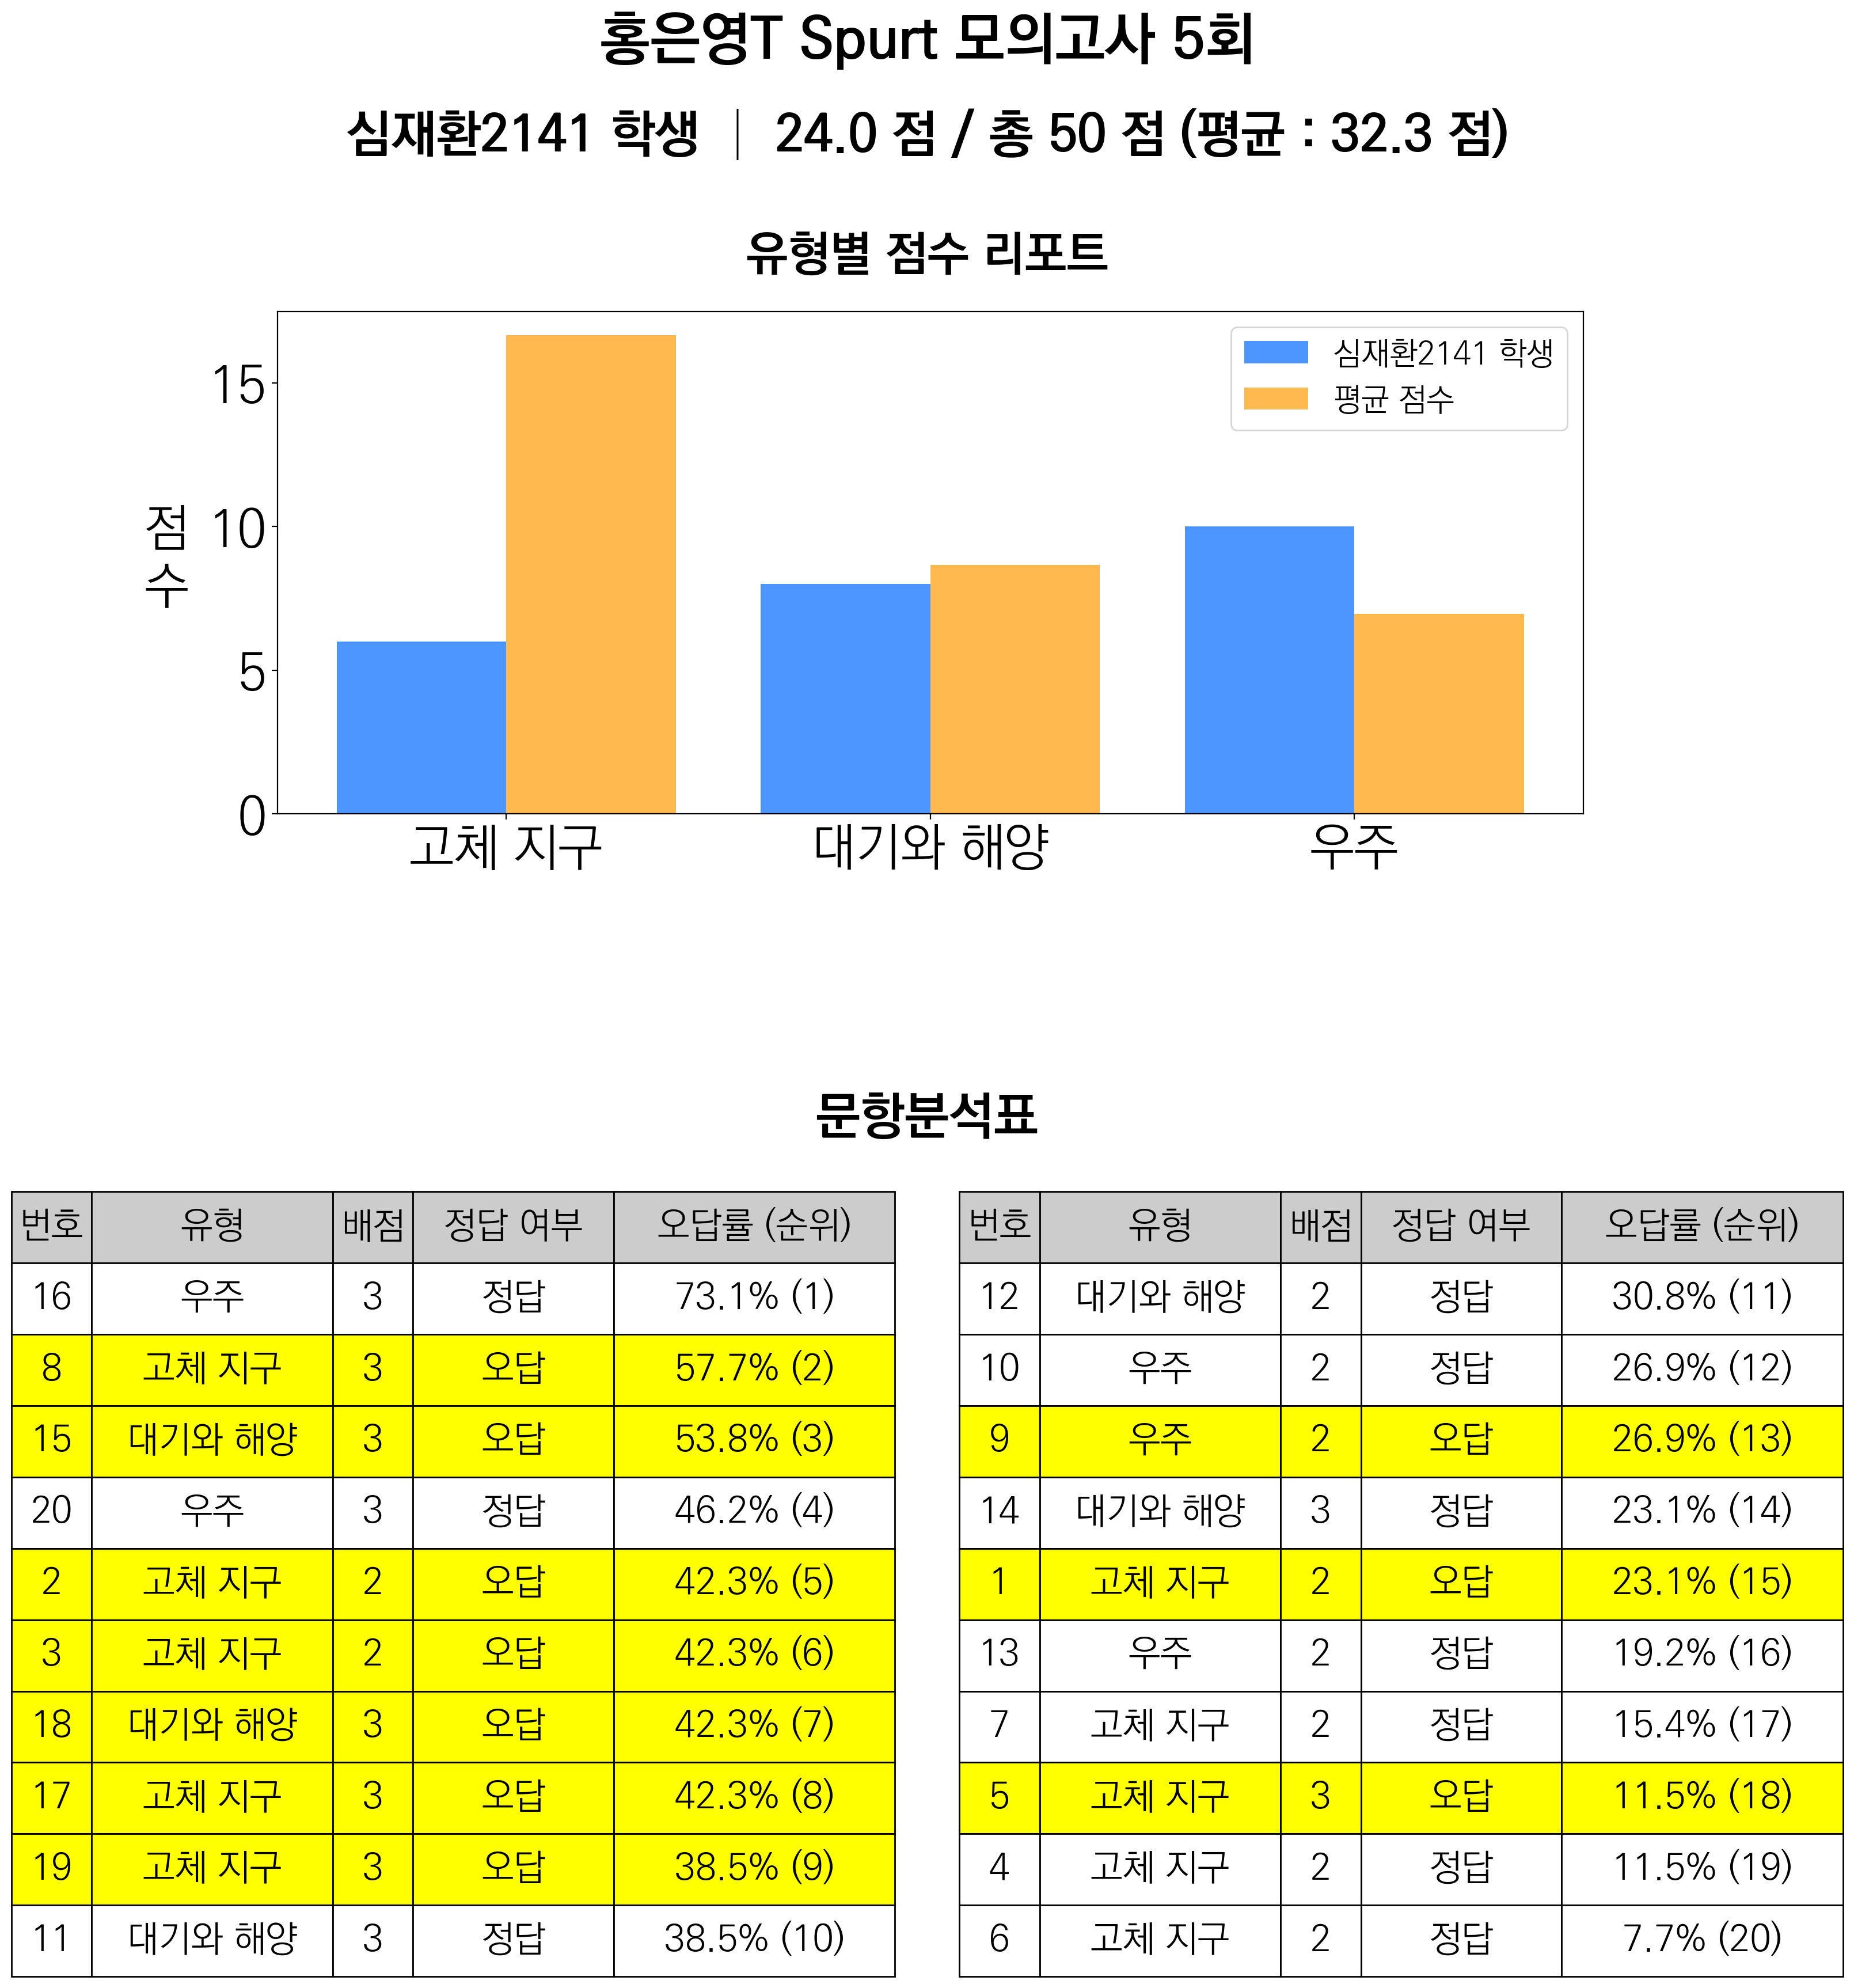 홍은영T Spurt 모의고사 5회
심재환2141 학생 │ 24.0 점 / 총 50 점 (평균 : 32.3 점)
유형별 점수 리포트
심재환2141 학생
평균 점수
점
수
15
10
5
0
고체 지구 대기와 해양 우주
문항분석표
번호 유형 배점 정답 여부 오답률 (순위)
16 우주 3 정답 73.1% (1)
8 고체 지구 3 오답 57.7% (2)
15 대기와 해양 3 오답 53.8% (3)
20 우주 3 정답 46.2% (4)
2 고체 지구 2 오답 42.3% (5)
3 고체 지구 2 오답 42.3% (6)
18 대기와 해양 3 오답 42.3% (7)
17 고체 지구 3 오답 42.3% (8)
19 고체 지구 3 오답 38.5% (9)
11 대기와 해양 3 정답 38.5% (10)
번호 유형 배점 정답 여부 오답률 (순위)
12 대기와 해양 2 정답 30.8% (11)
10 우주 2 정답 26.9% (12)
9 우주 2 오답 26.9% (13)
14 대기와 해양 3 정답 23.1% (14)
1 고체 지구 2 오답 23.1% (15)
13 우주 2 정답 19.2% (16)
7 고체 지구 2 정답 15.4% (17)
5 고체 지구 3 오답 11.5% (18)
4 고체 지구 2 정답 11.5% (19)
6 고체 지구 2 정답 7.7% (20)